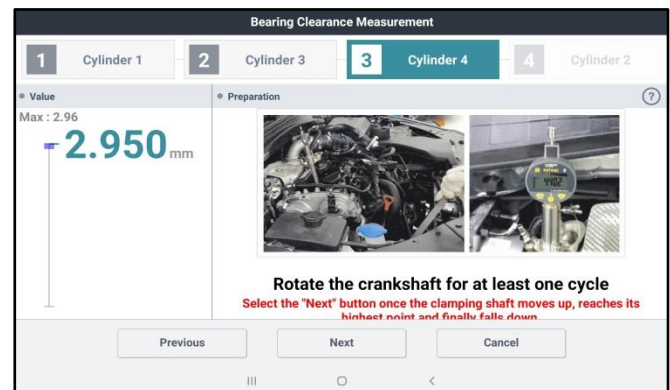 Bearing Clearance Measurement
1 Cylinder 1 2 Cylinder 3 3 Cylinder 4 4 Cylinder 2
Value
Preparation
?
Max : 2.96
2.950 mm
Rotate the crankshaft for at least one cycle
Select the "Next" button once the clamping shaft moves up, reaches its
highest point and finally falls down
Previous Next Cancel